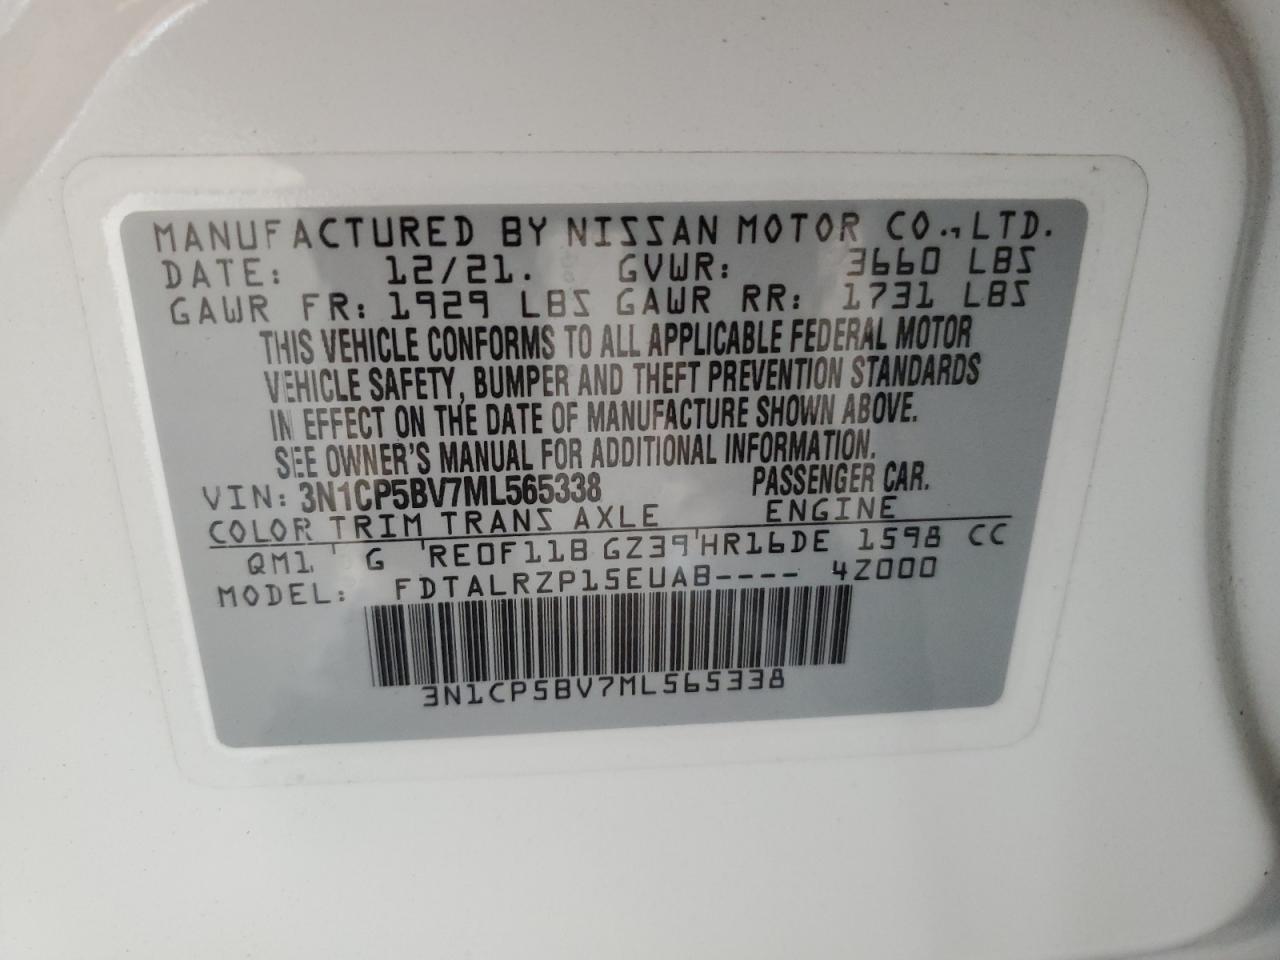 MANUFACTURED BY NISSAN MOTOR CO., LTD.
DATE: 12/21. GVWR: 3660 LBS
GAWR FR: 1929 LBS GAWR RR: 1731 LBS
THIS VEHICLE CONFORMS TO ALL APPLICABLE FEDERAL MOTOR
VEHICLE SAFETY, BUMPER AND THEFT PREVENTION STANDARDS
IN EFFECT ON THE DATE OF MANUFACTURE SHOWN ABOVE.
SEE OWNER'S MANUAL FOR ADDITIONAL INFORMATION.
VIN: 3N1CP5BV7ML565338 PASSENGER CAR.
COLOR TRIM TRANS AXLE ENGINE
QM1 G RE0F11B GZ39 HR16DE 1598 CC
MODEL: FDTALRZP15EUAB---- 4Z000
3N1CP5BV7ML565338